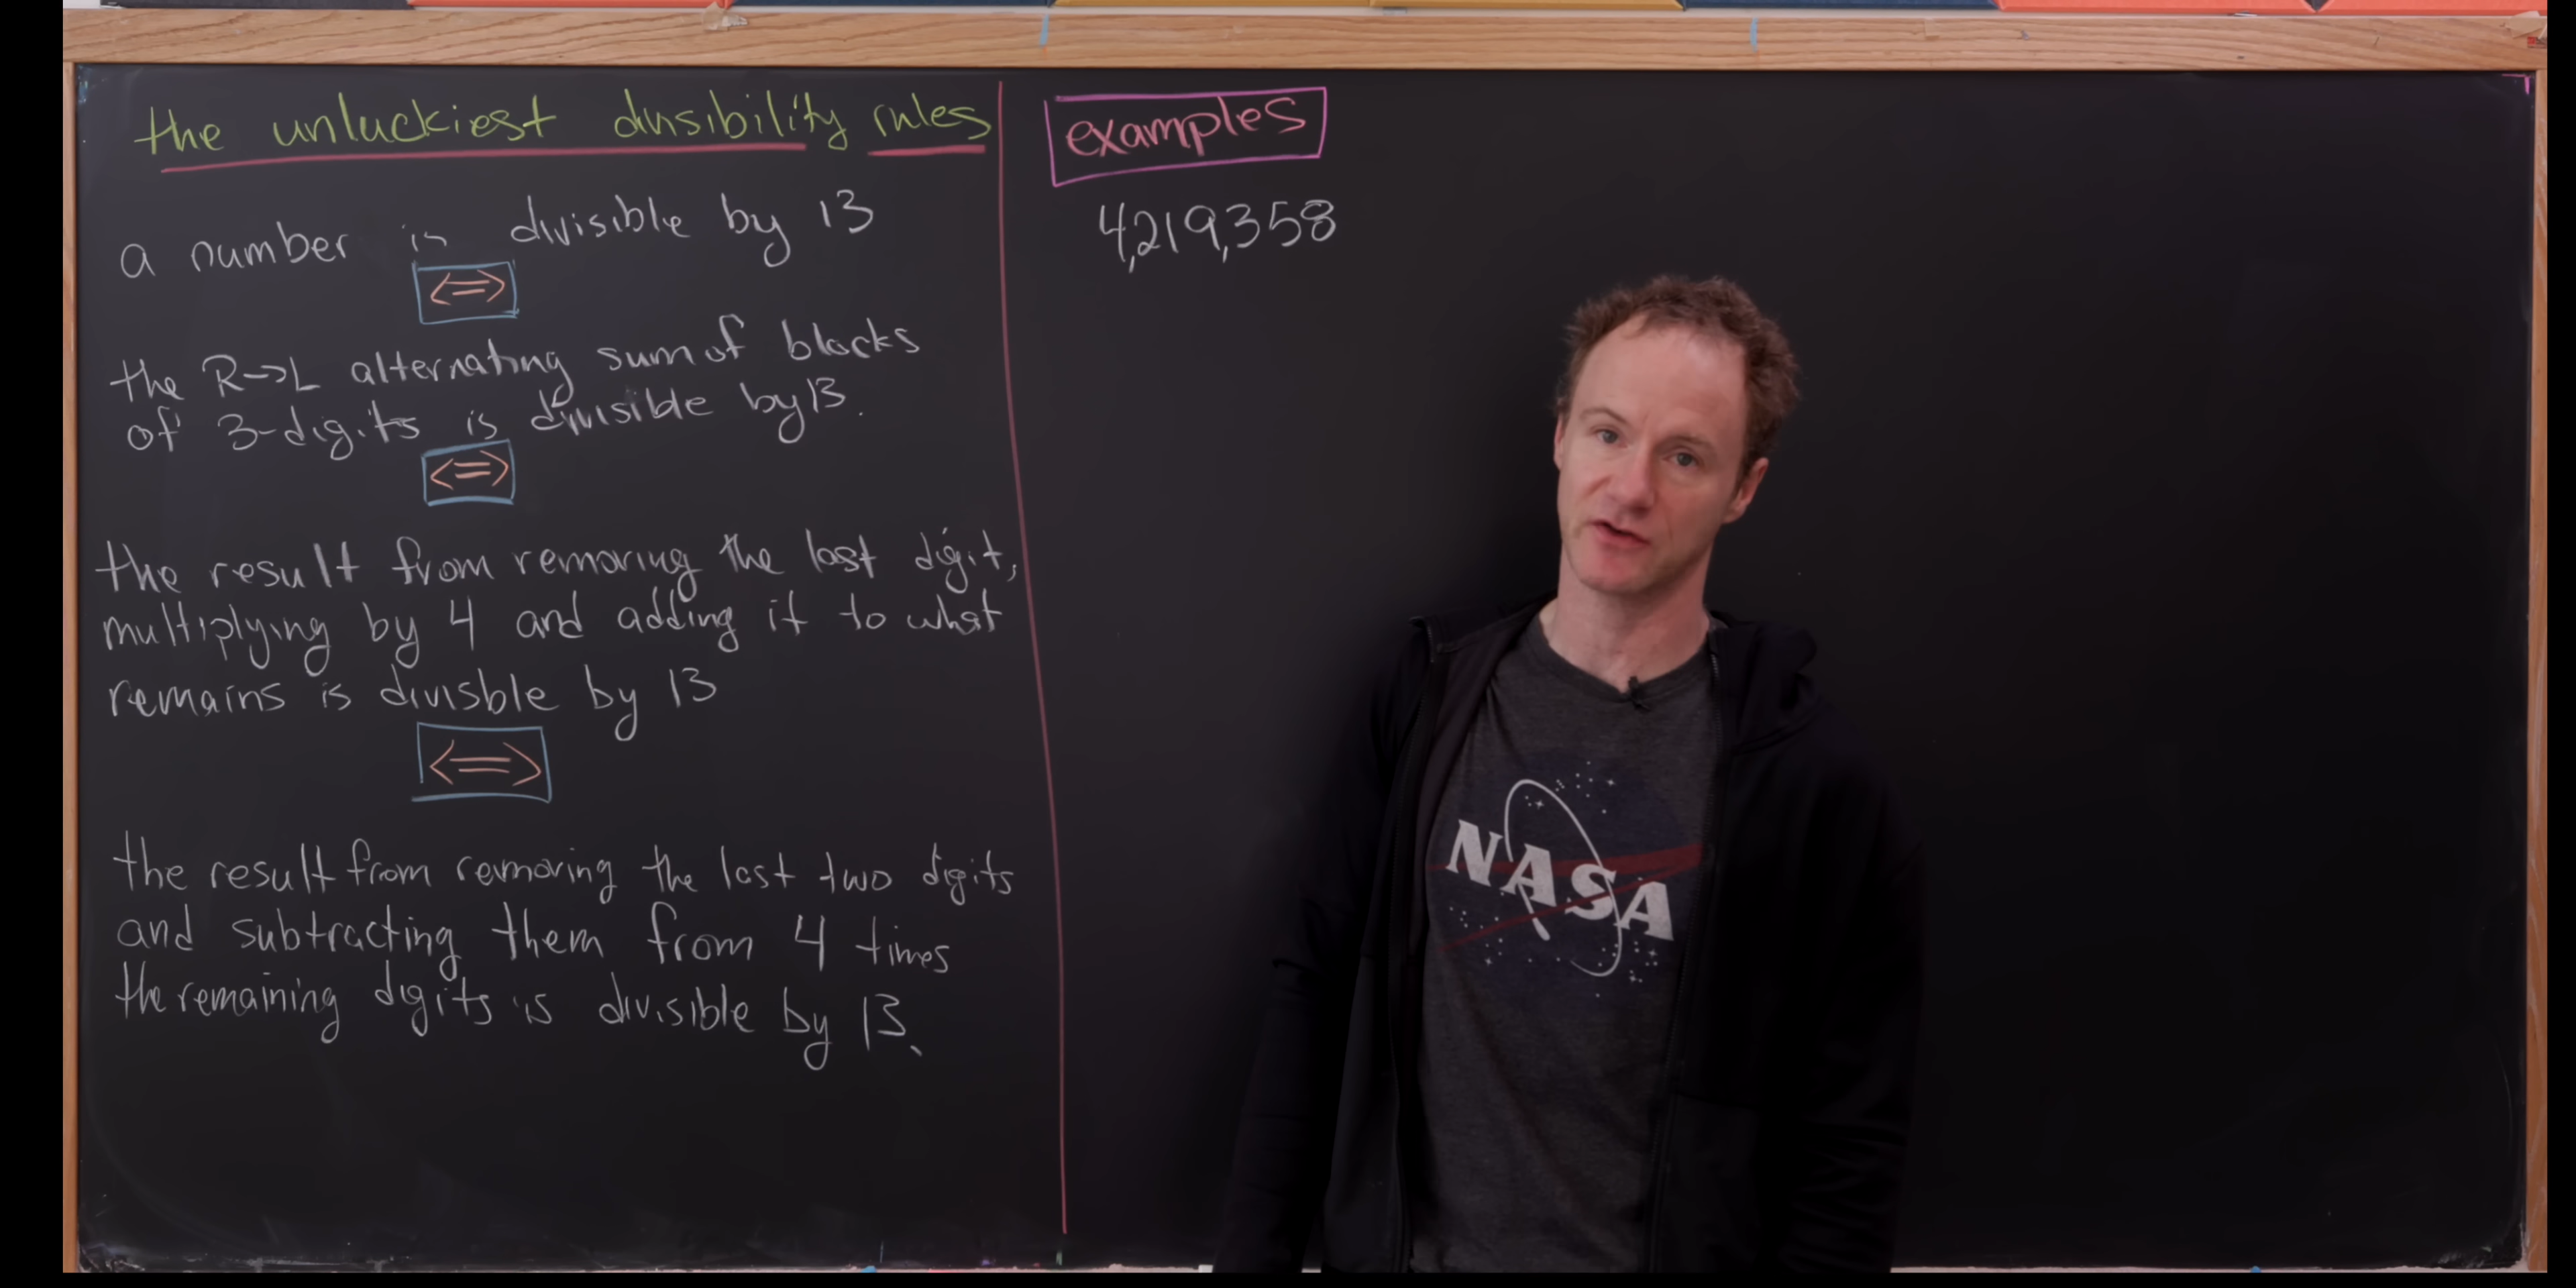 the unluckiest divisibility rules
a number is divisible by 13
<=>
the R->L alternating sum of blocks
of 3-digits is divisible by 13.
<=>
the result from removing the last digit,
multiplying by 4 and adding it to what
remains is divisble by 13
<=>
the result from removing the last two digits
and subtracting them from 4 times
the remaining digits is divisible by 13.
examples
4,219,358
NASA